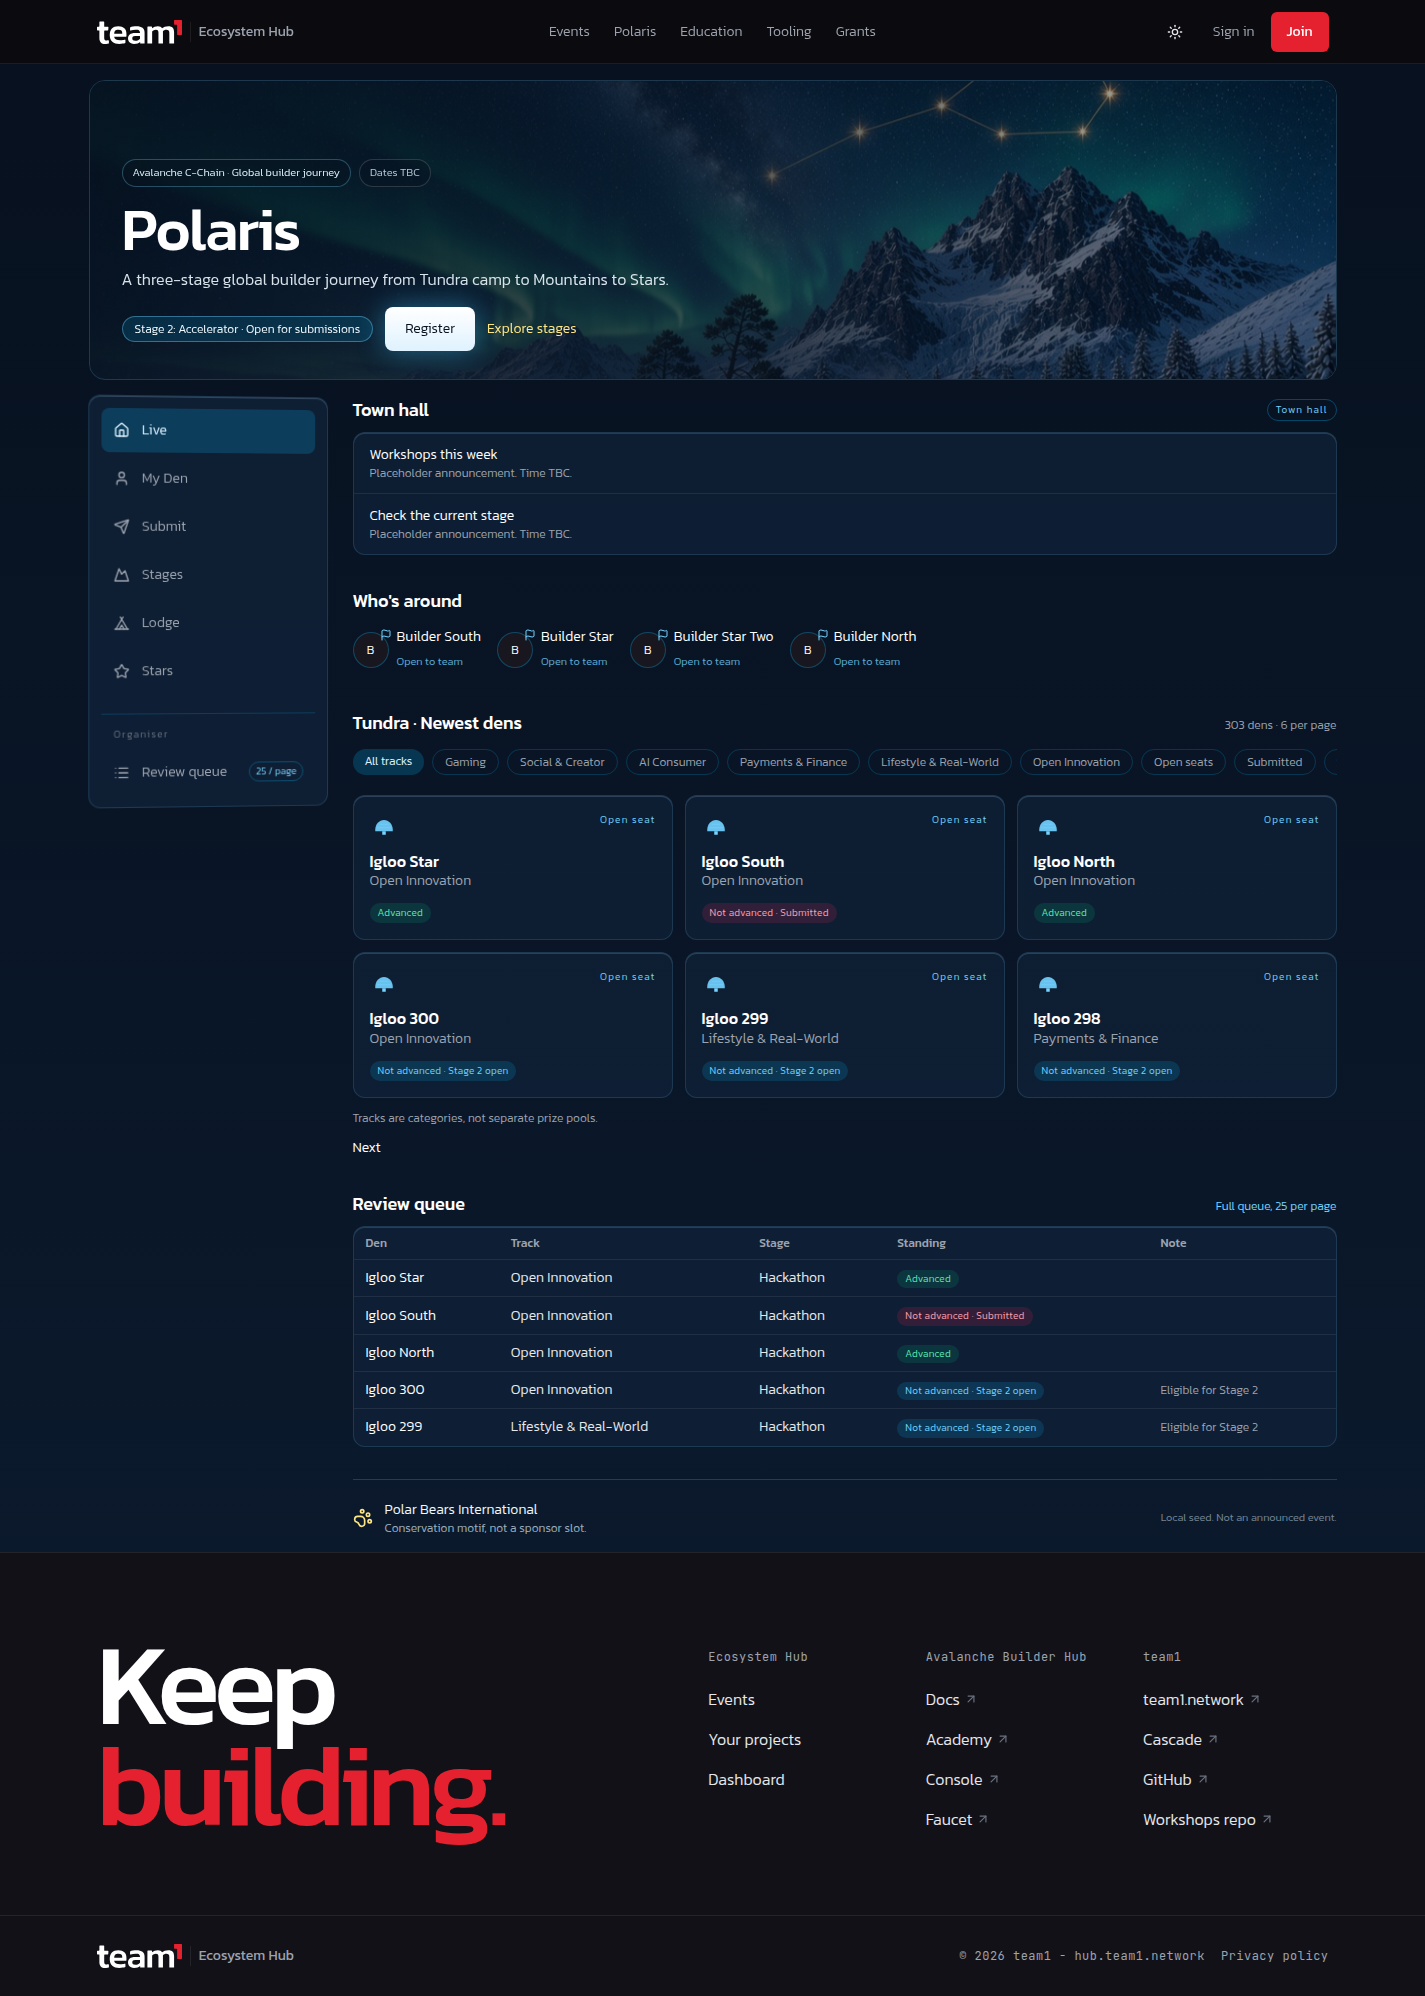 team1 Ecosystem Hub
Events Polaris Education Tooling Grants
Sign in Join
Avalanche C-Chain · Global builder journey Dates TBC
Polaris
A three-stage global builder journey from Tundra camp to Mountains to Stars.
Stage 2: Accelerator · Open for submissions Register Explore stages
Live
My Den
Submit
Stages
Lodge
Stars
Organiser
Review queue 25 / page
Town hall Town hall
Workshops this week
Placeholder announcement. Time TBC.
Check the current stage
Placeholder announcement. Time TBC.
Who's around
B Builder South
Open to team
B Builder Star
Open to team
B Builder Star Two
Open to team
B Builder North
Open to team
Tundra · Newest dens 303 dens · 6 per page
All tracks Gaming Social & Creator AI Consumer Payments & Finance Lifestyle & Real-World Open Innovation Open seats Submitted
Open seat
Igloo Star
Open Innovation
Advanced
Open seat
Igloo South
Open Innovation
Not advanced · Submitted
Open seat
Igloo North
Open Innovation
Advanced
Open seat
Igloo 300
Open Innovation
Not advanced · Stage 2 open
Open seat
Igloo 299
Lifestyle & Real-World
Not advanced · Stage 2 open
Open seat
Igloo 298
Payments & Finance
Not advanced · Stage 2 open
Tracks are categories, not separate prize pools.
Next
Review queue Full queue, 25 per page
Den Track Stage Standing Note
Igloo Star Open Innovation Hackathon Advanced
Igloo South Open Innovation Hackathon Not advanced · Submitted
Igloo North Open Innovation Hackathon Advanced
Igloo 300 Open Innovation Hackathon Not advanced · Stage 2 open Eligible for Stage 2
Igloo 299 Lifestyle & Real-World Hackathon Not advanced · Stage 2 open Eligible for Stage 2
Polar Bears International
Conservation motif, not a sponsor slot.
Local seed. Not an announced event.
Keep
building.
Ecosystem Hub
Events
Your projects
Dashboard
Avalanche Builder Hub
Docs
Academy
Console
Faucet
team1
team1.network
Cascade
GitHub
Workshops repo
team1 Ecosystem Hub
© 2026 team1 - hub.team1.network Privacy policy